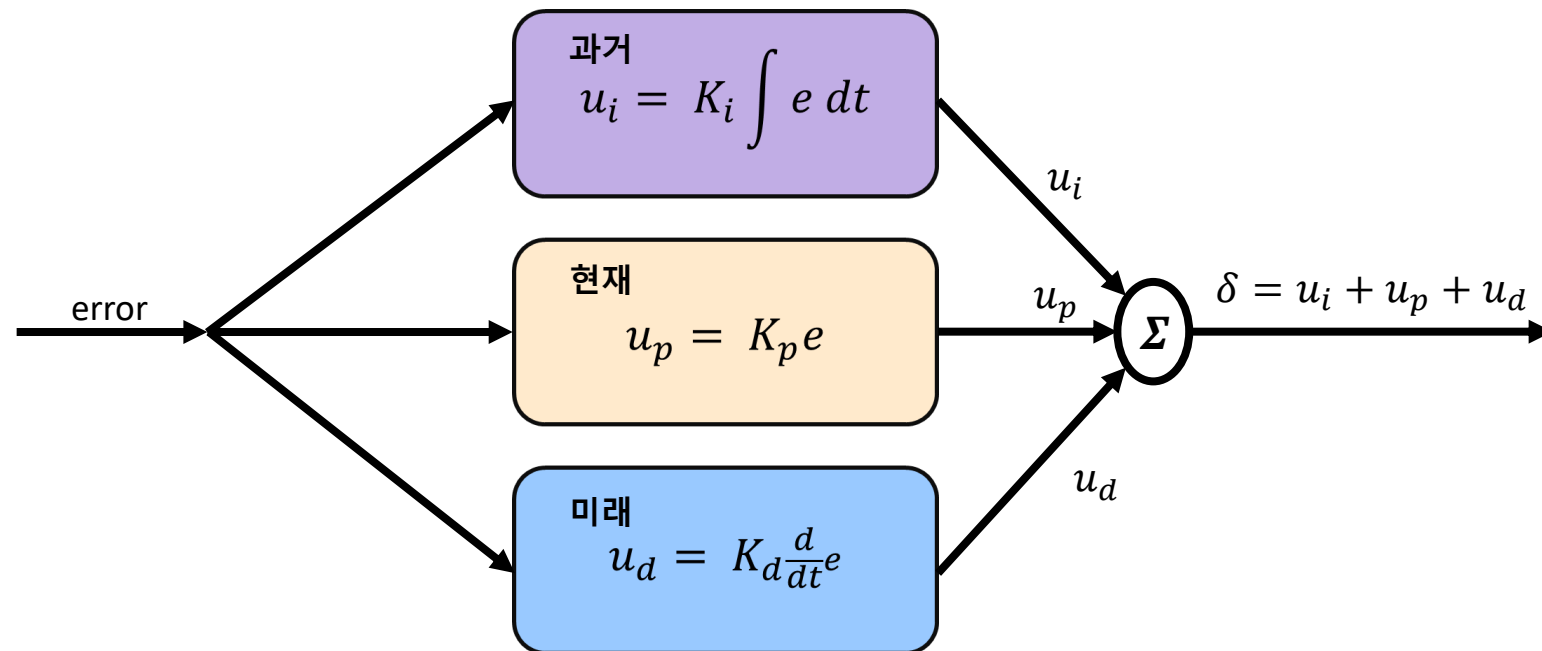 error
과거
u_i = K_i ∫ e dt
현재
u_p = K_p e
미래
u_d = K_d \frac{d}{dt} e
u_i
u_p
u_d
Σ
δ = u_i + u_p + u_d